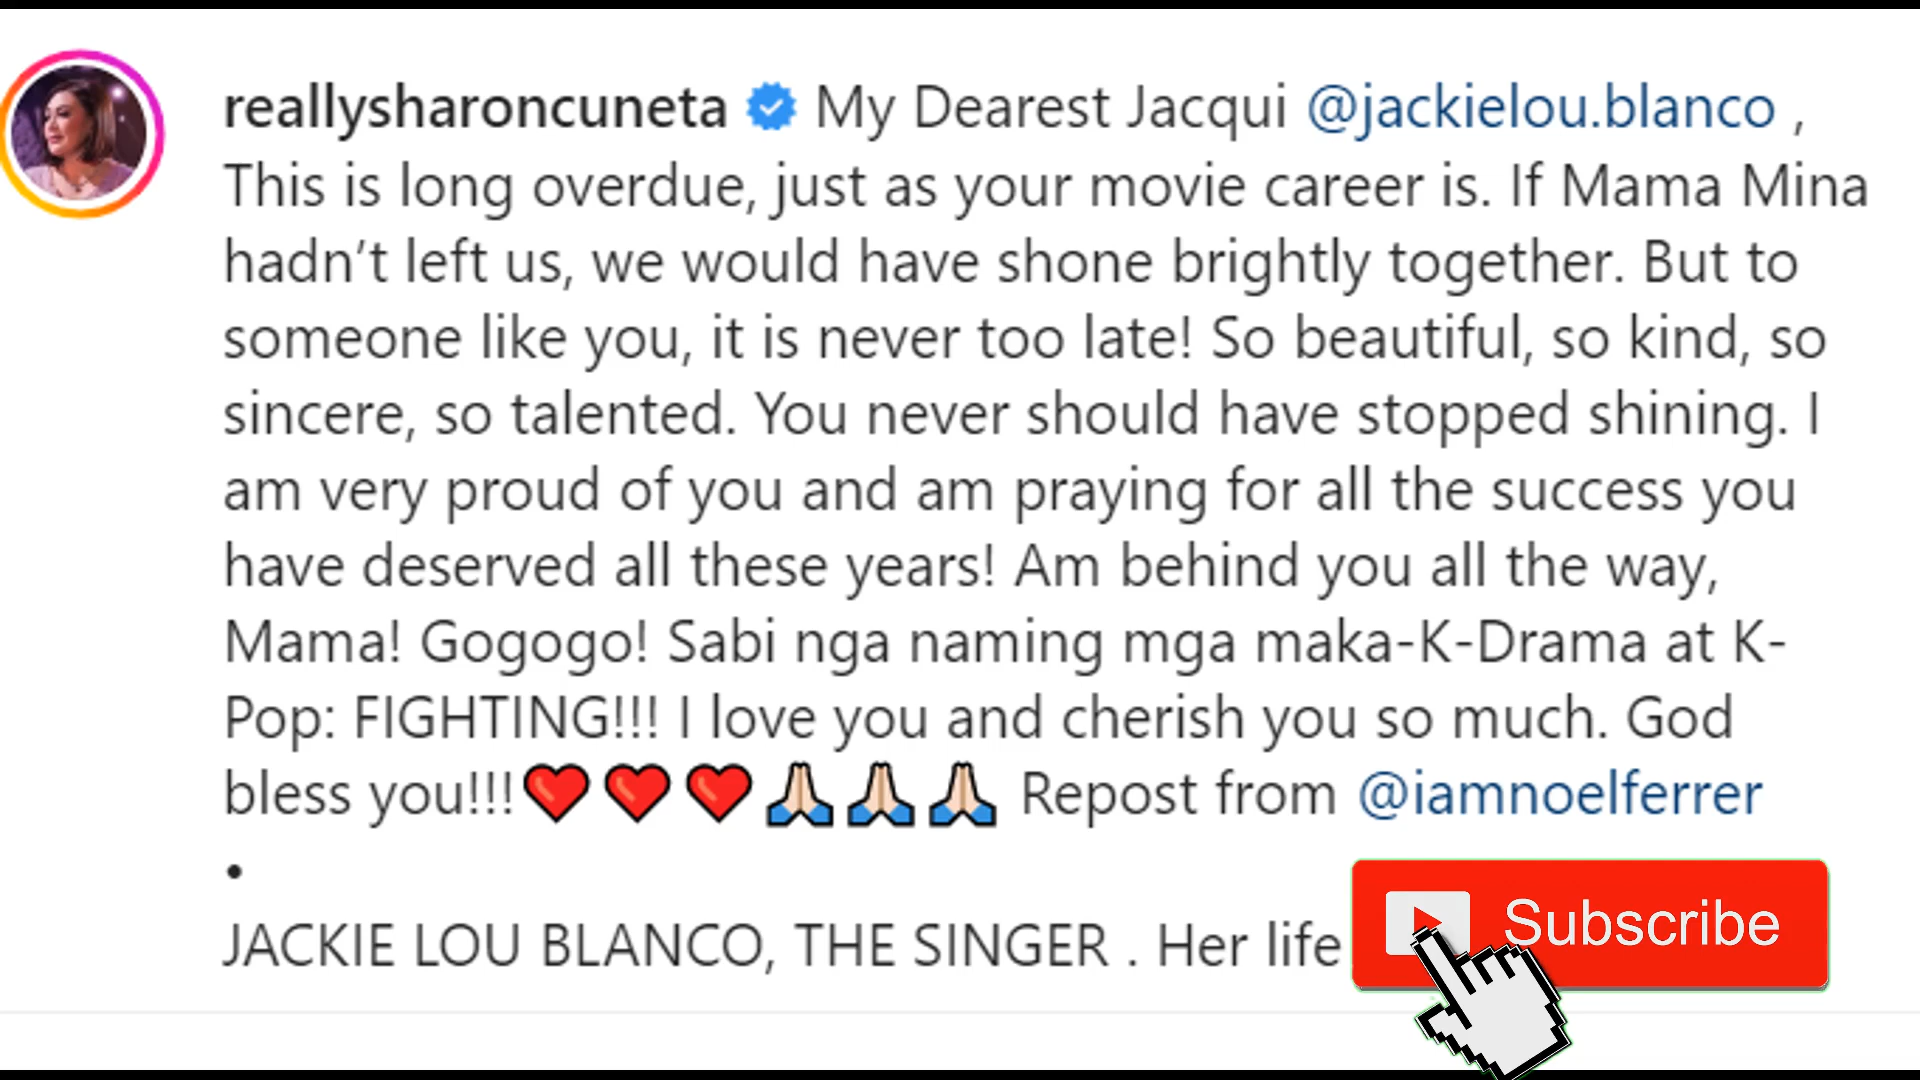 reallysharoncuneta My Dearest Jacqui @jackielou.blanco ,
This is long overdue, just as your movie career is. If Mama Mina
hadn’t left us, we would have shone brightly together. But to
someone like you, it is never too late! So beautiful, so kind, so
sincere, so talented. You never should have stopped shining. I
am very proud of you and am praying for all the success you
have deserved all these years! Am behind you all the way,
Mama! Gogogo! Sabi nga naming mga maka-K-Drama at K-
Pop: FIGHTING!!! I love you and cherish you so much. God
bless you!!!❤️❤️❤️🙏🏻🙏🏻🙏🏻 Repost from @iamnoelferrer
•
JACKIE LOU BLANCO, THE SINGER . Her life
Subscribe